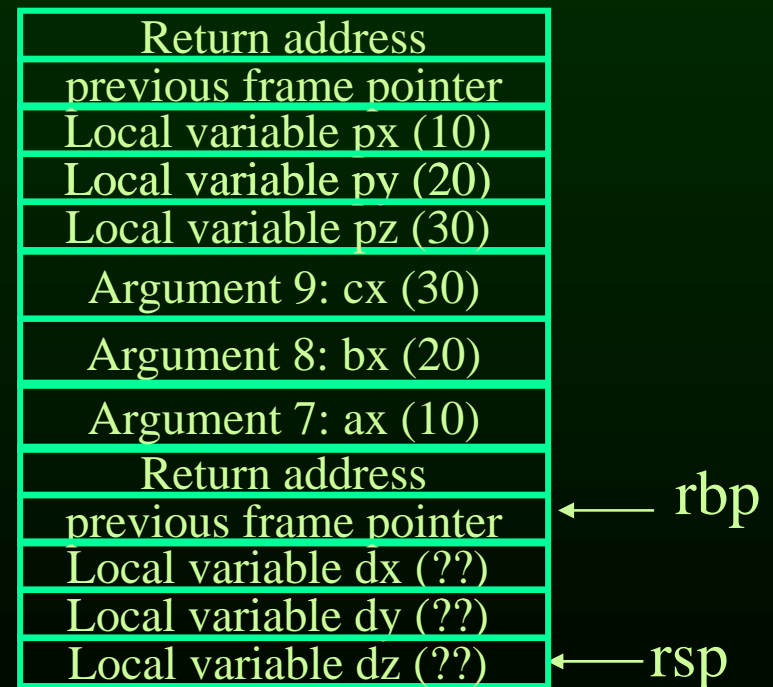 Return address
previous frame pointer
Local variable px (10)
Local variable py (20)
Local variable pz (30)
Argument 9: cx (30)
Argument 8: bx (20)
Argument 7: ax (10)
Return address
previous frame pointer
rbp
Local variable dx (??)
Local variable dy (??)
Local variable dz (??)
rsp